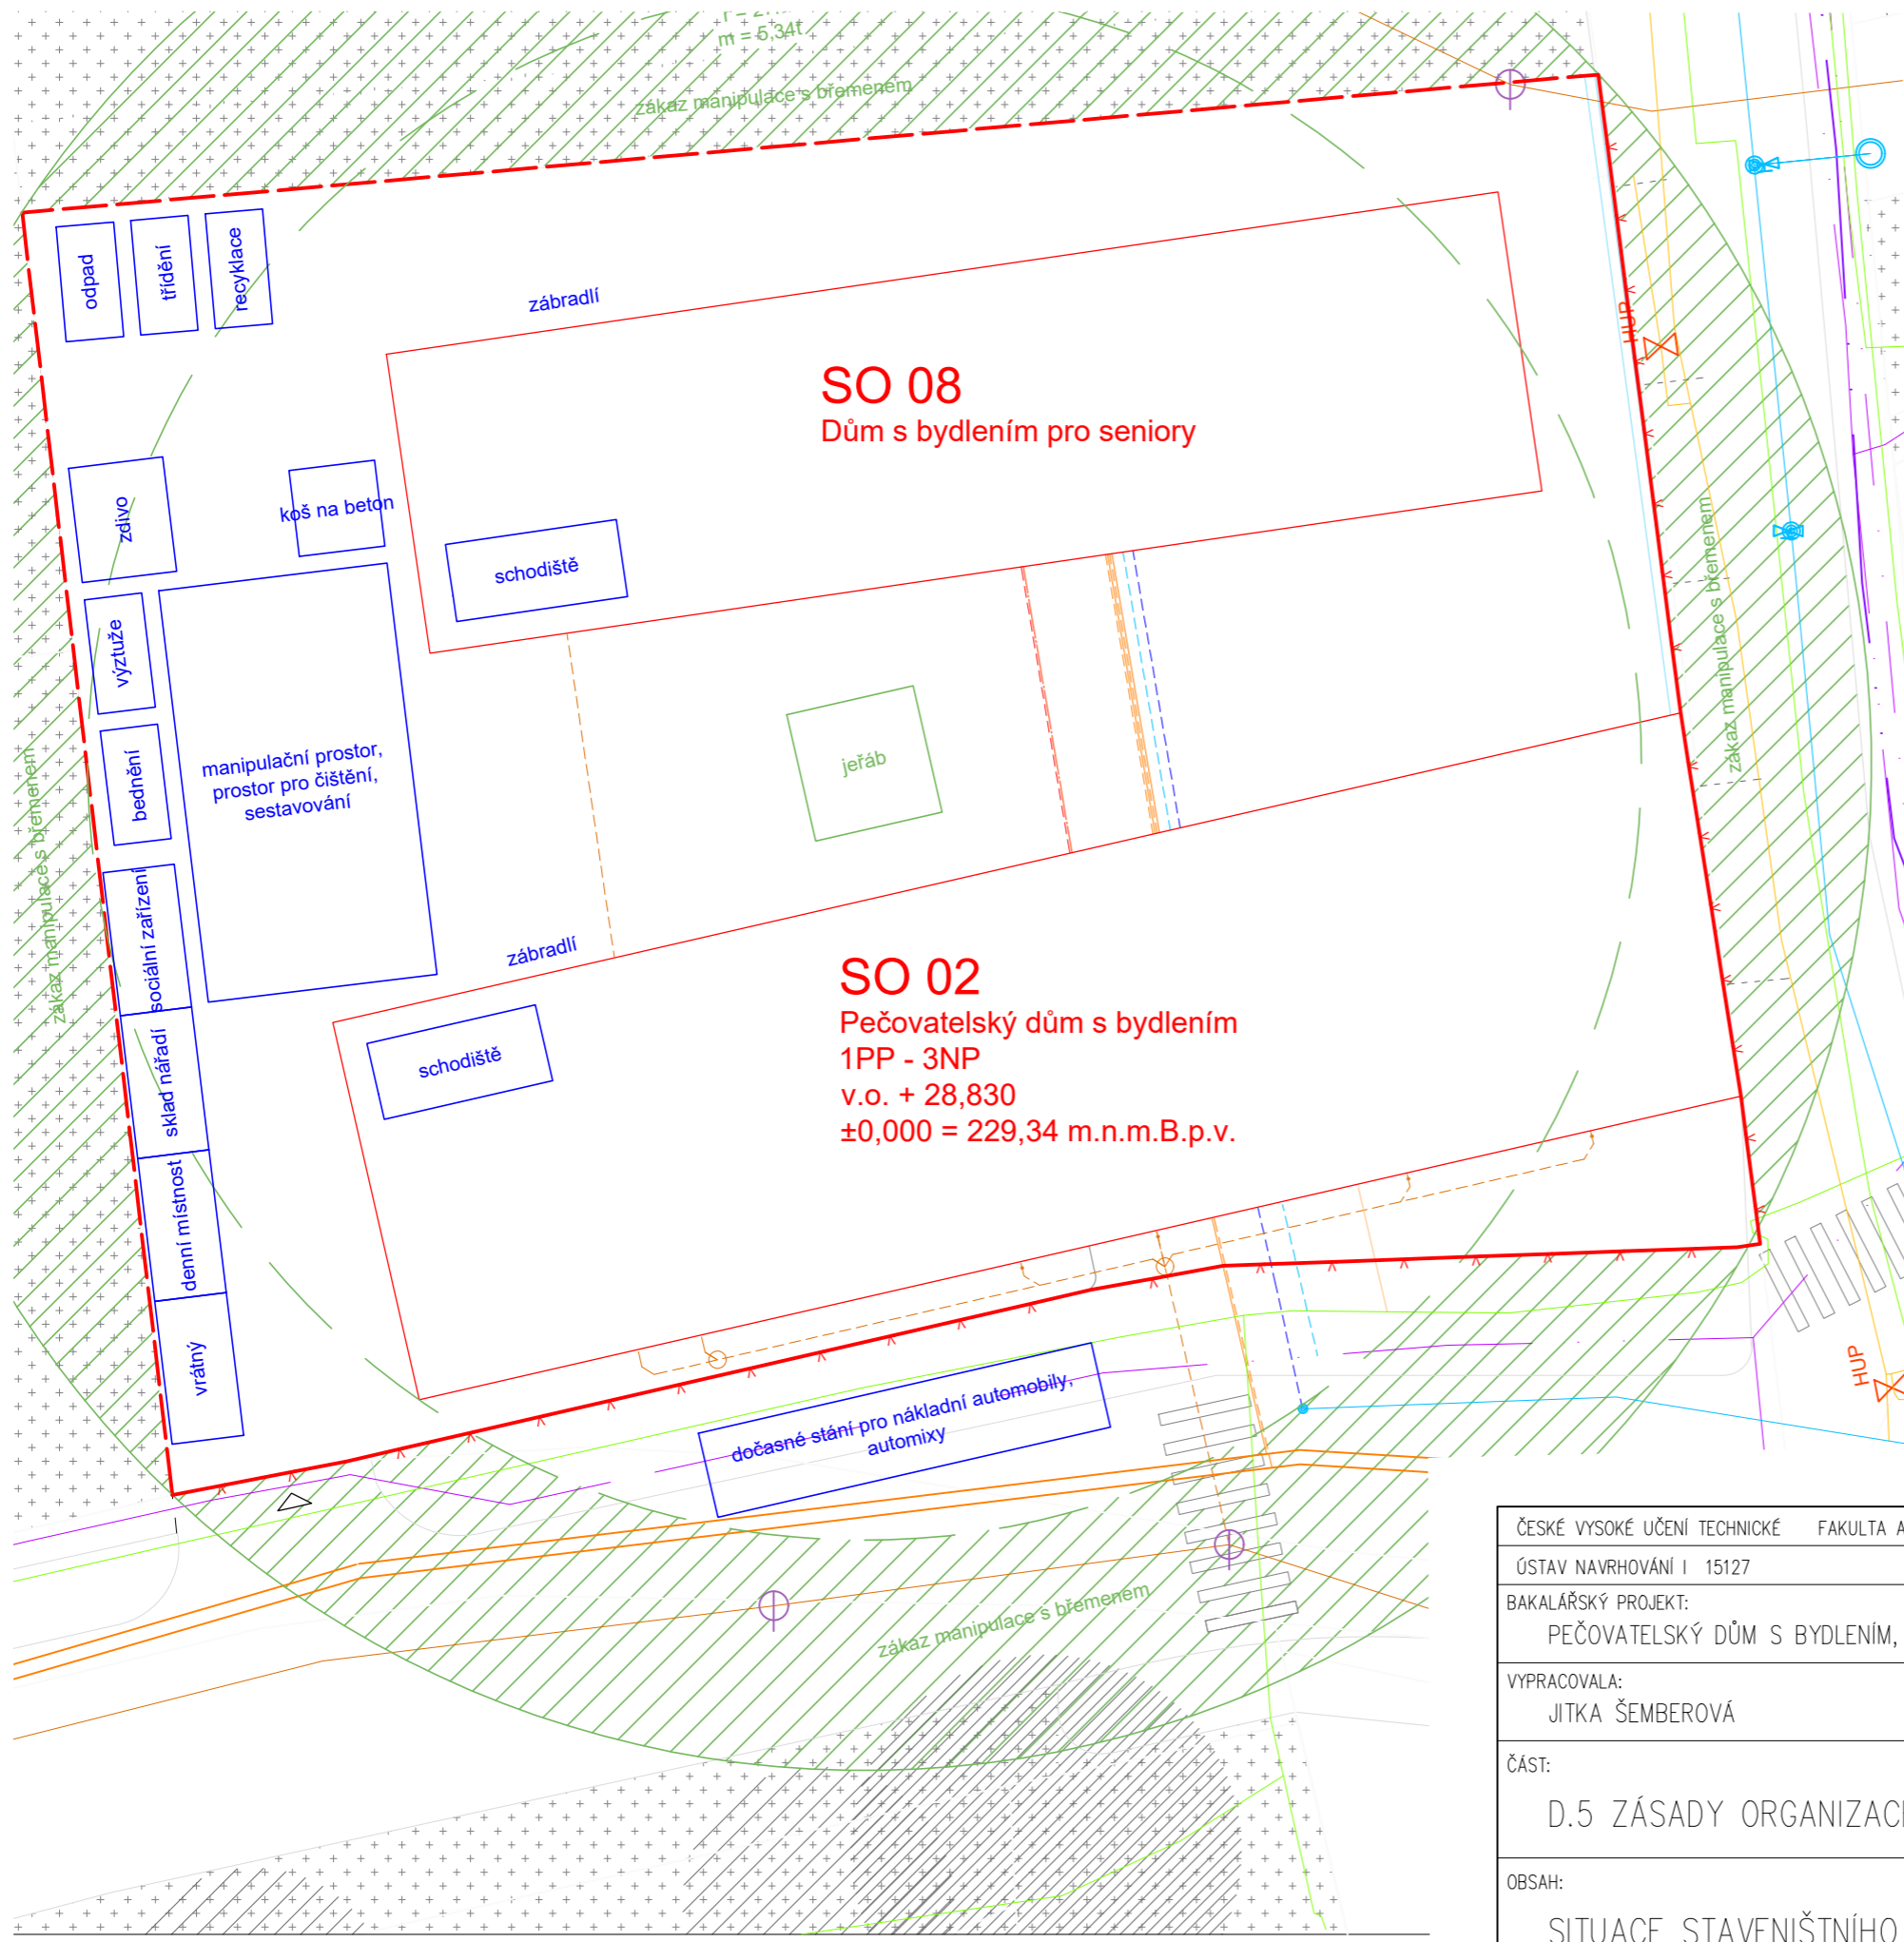 m = 5,34t
zákaz manipulace s břemenem
odpad
třídění
recyklace
zábradlí
HUP
SO 08
Dům s bydlením pro seniory
zdivo
koš na beton
schodiště
zákaz manipulace s břemenem
výztuže
bednění
manipulační prostor,
prostor pro čištění,
sestavování
jeřáb
zákaz manipulace s břemenem
sociální zařízení
zábradlí
SO 02
Pečovatelský dům s bydlením
1PP - 3NP
v.o. + 28,830
±0,000 = 229,34 m.n.m.B.p.v.
schodiště
sklad nářadí
denní místnost
vrátný
dočasné stání pro nákladní automobily,
automixy
HUP
zákaz manipulace s břemenem
ČESKÉ VYSOKÉ UČENÍ TECHNICKÉ FAKULTA A
ÚSTAV NAVRHOVÁNÍ I 15127
BAKALÁŘSKÝ PROJEKT:
PEČOVATELSKÝ DŮM S BYDLENÍM,
VYPRACOVALA:
JITKA ŠEMBEROVÁ
ČÁST:
D.5 ZÁSADY ORGANIZACE
OBSAH:
SITUACE STAVENIŠTNÍHO